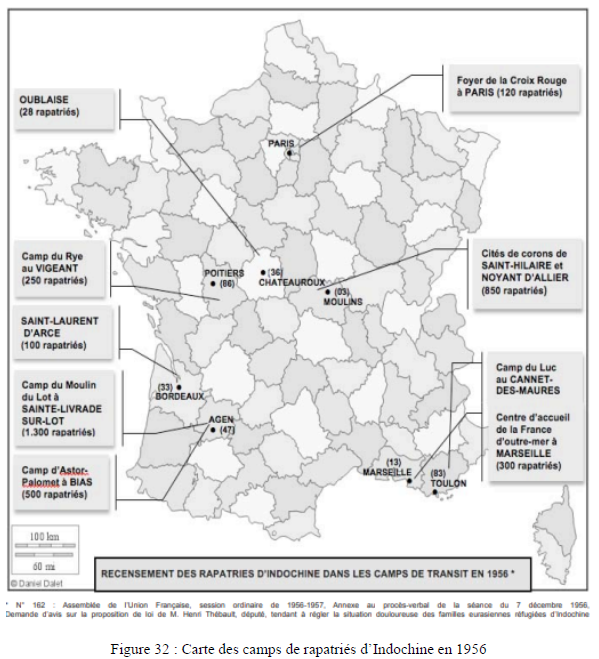 OUBLAISE
(28 rapatriés)
Foyer de la Croix Rouge
à PARIS (120 rapatriés)
PARIS
Camp du Rye
au VIGEANT
(250 rapatriés)
POITIERS
(86)
(36)
CHATEAUROUX
(03)
MOULINS
Cités de corons de
SAINT-HILAIRE et
NOYANT D'ALLIER
(850 rapatriés)
SAINT-LAURENT
D'ARCE
(100 rapatriés)
(33)
BORDEAUX
Camp du Moulin
du Lot à
SAINTE-LIVRADE
SUR-LOT
(1.300 rapatriés)
AGEN
(47)
Camp du Luc
au CANNET-
DES-MAURES
Centre d'accueil
de la France
d'outre-mer à
MARSEILLE
(300 rapatriés)
Camp d'Astor-
Palomet à BIAS
(500 rapatriés)
(13)
MARSEILLE
(83)
TOULON
100 km
60 mi
© Daniel Dalet
RECENSEMENT DES RAPATRIES D'INDOCHINE DANS LES CAMPS DE TRANSIT EN 1956 *
* N° 162 : Assemblée de l'Union Française, session ordinaire de 1956-1957, Annexe au procès-verbal de la séance du 7 décembre 1956,
Demande d'avis sur la proposition de loi de M. Henri Thébault, député, tendant à régler la situation douloureuse des familles eurasiennes réfugiées d'Indochine
Figure 32 : Carte des camps de rapatriés d'Indochine en 1956